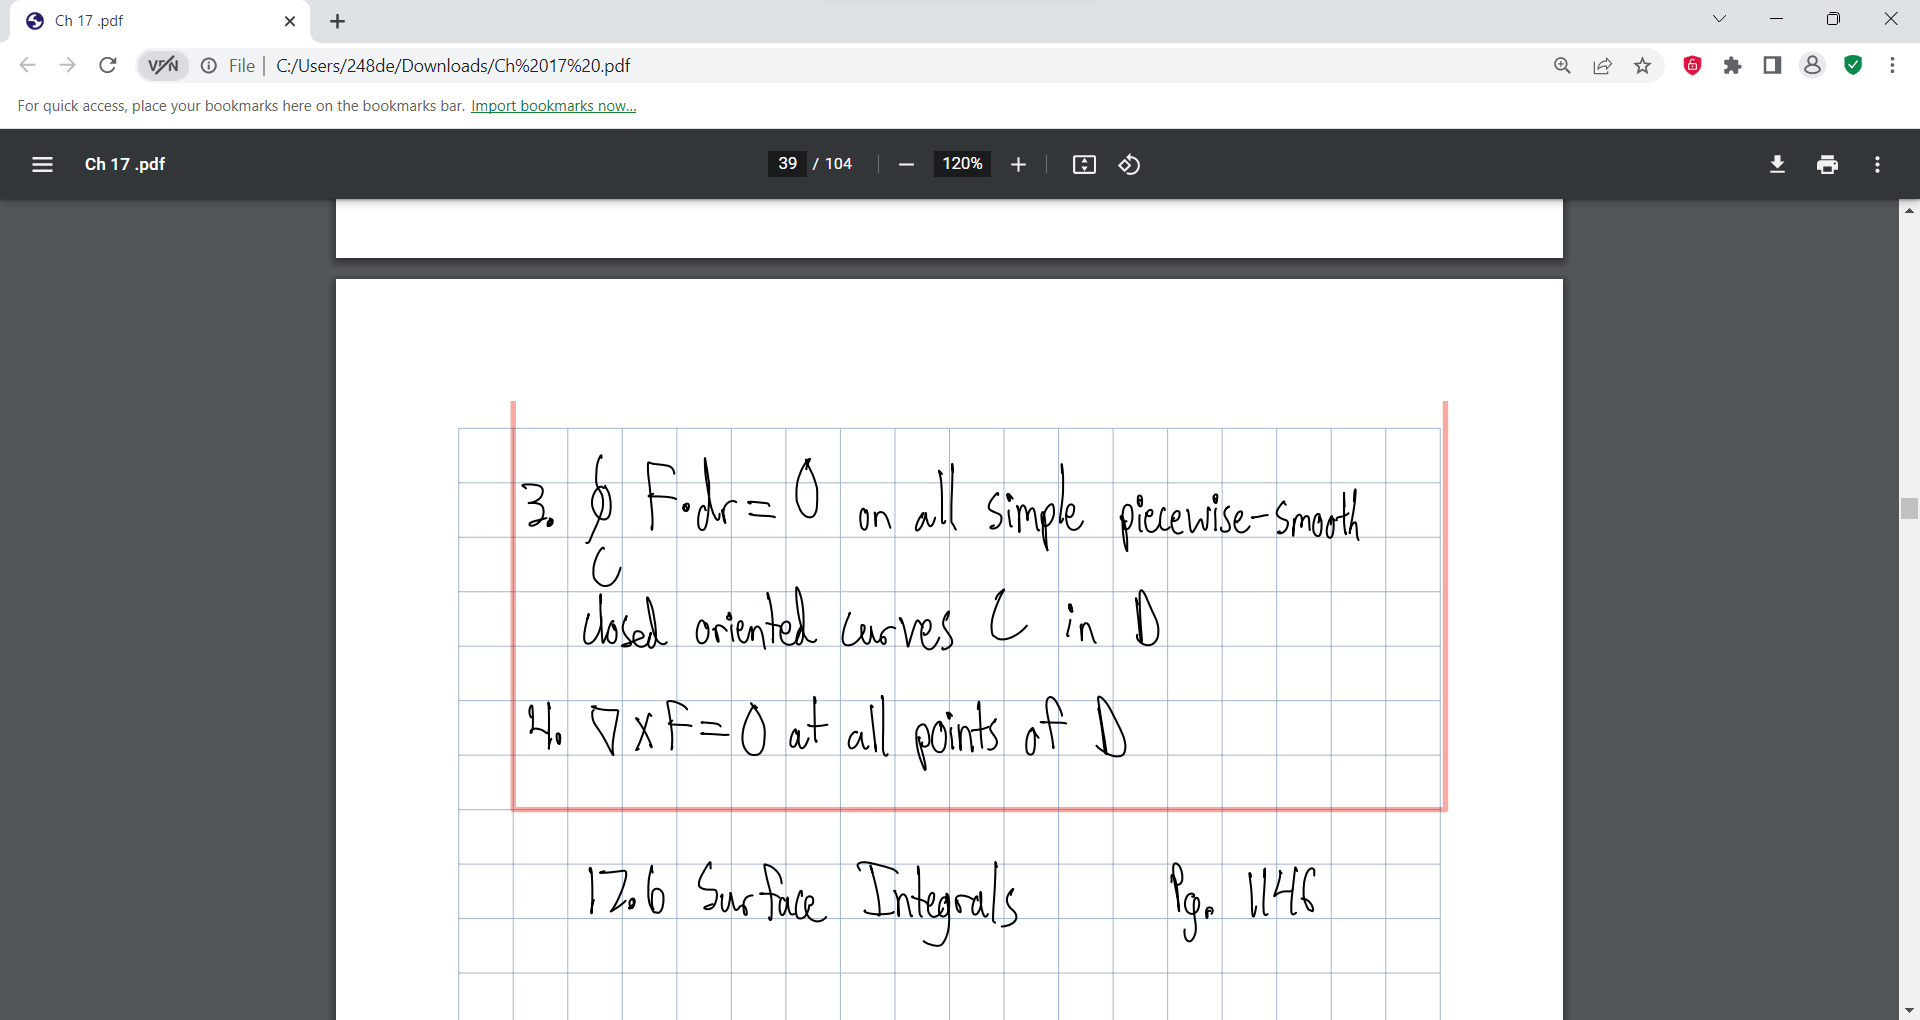 Ch 17 .pdf
VPN File C:/Users/248de/Downloads/Ch%2017%20.pdf
For quick access, place your bookmarks here on the bookmarks bar. Import bookmarks now...
Ch 17 .pdf 39 / 104 120%
3. ∮ F·dr = 0 on all simple piecewise-smooth
C
closed oriented curves C in D
4. ∇×F=0 at all points of D
17.6 Surface Integrals Pg. 1146